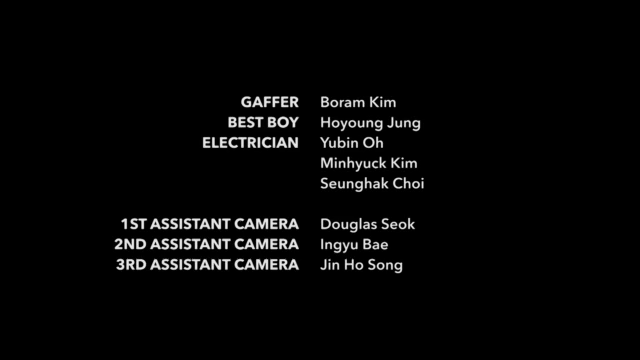 GAFFER Boram Kim
BEST BOY Hoyoung Jung
ELECTRICIAN Yubin Oh
Minhyuck Kim
Seunghak Choi
1ST ASSISTANT CAMERA Douglas Seok
2ND ASSISTANT CAMERA Ingyu Bae
3RD ASSISTANT CAMERA Jin Ho Song